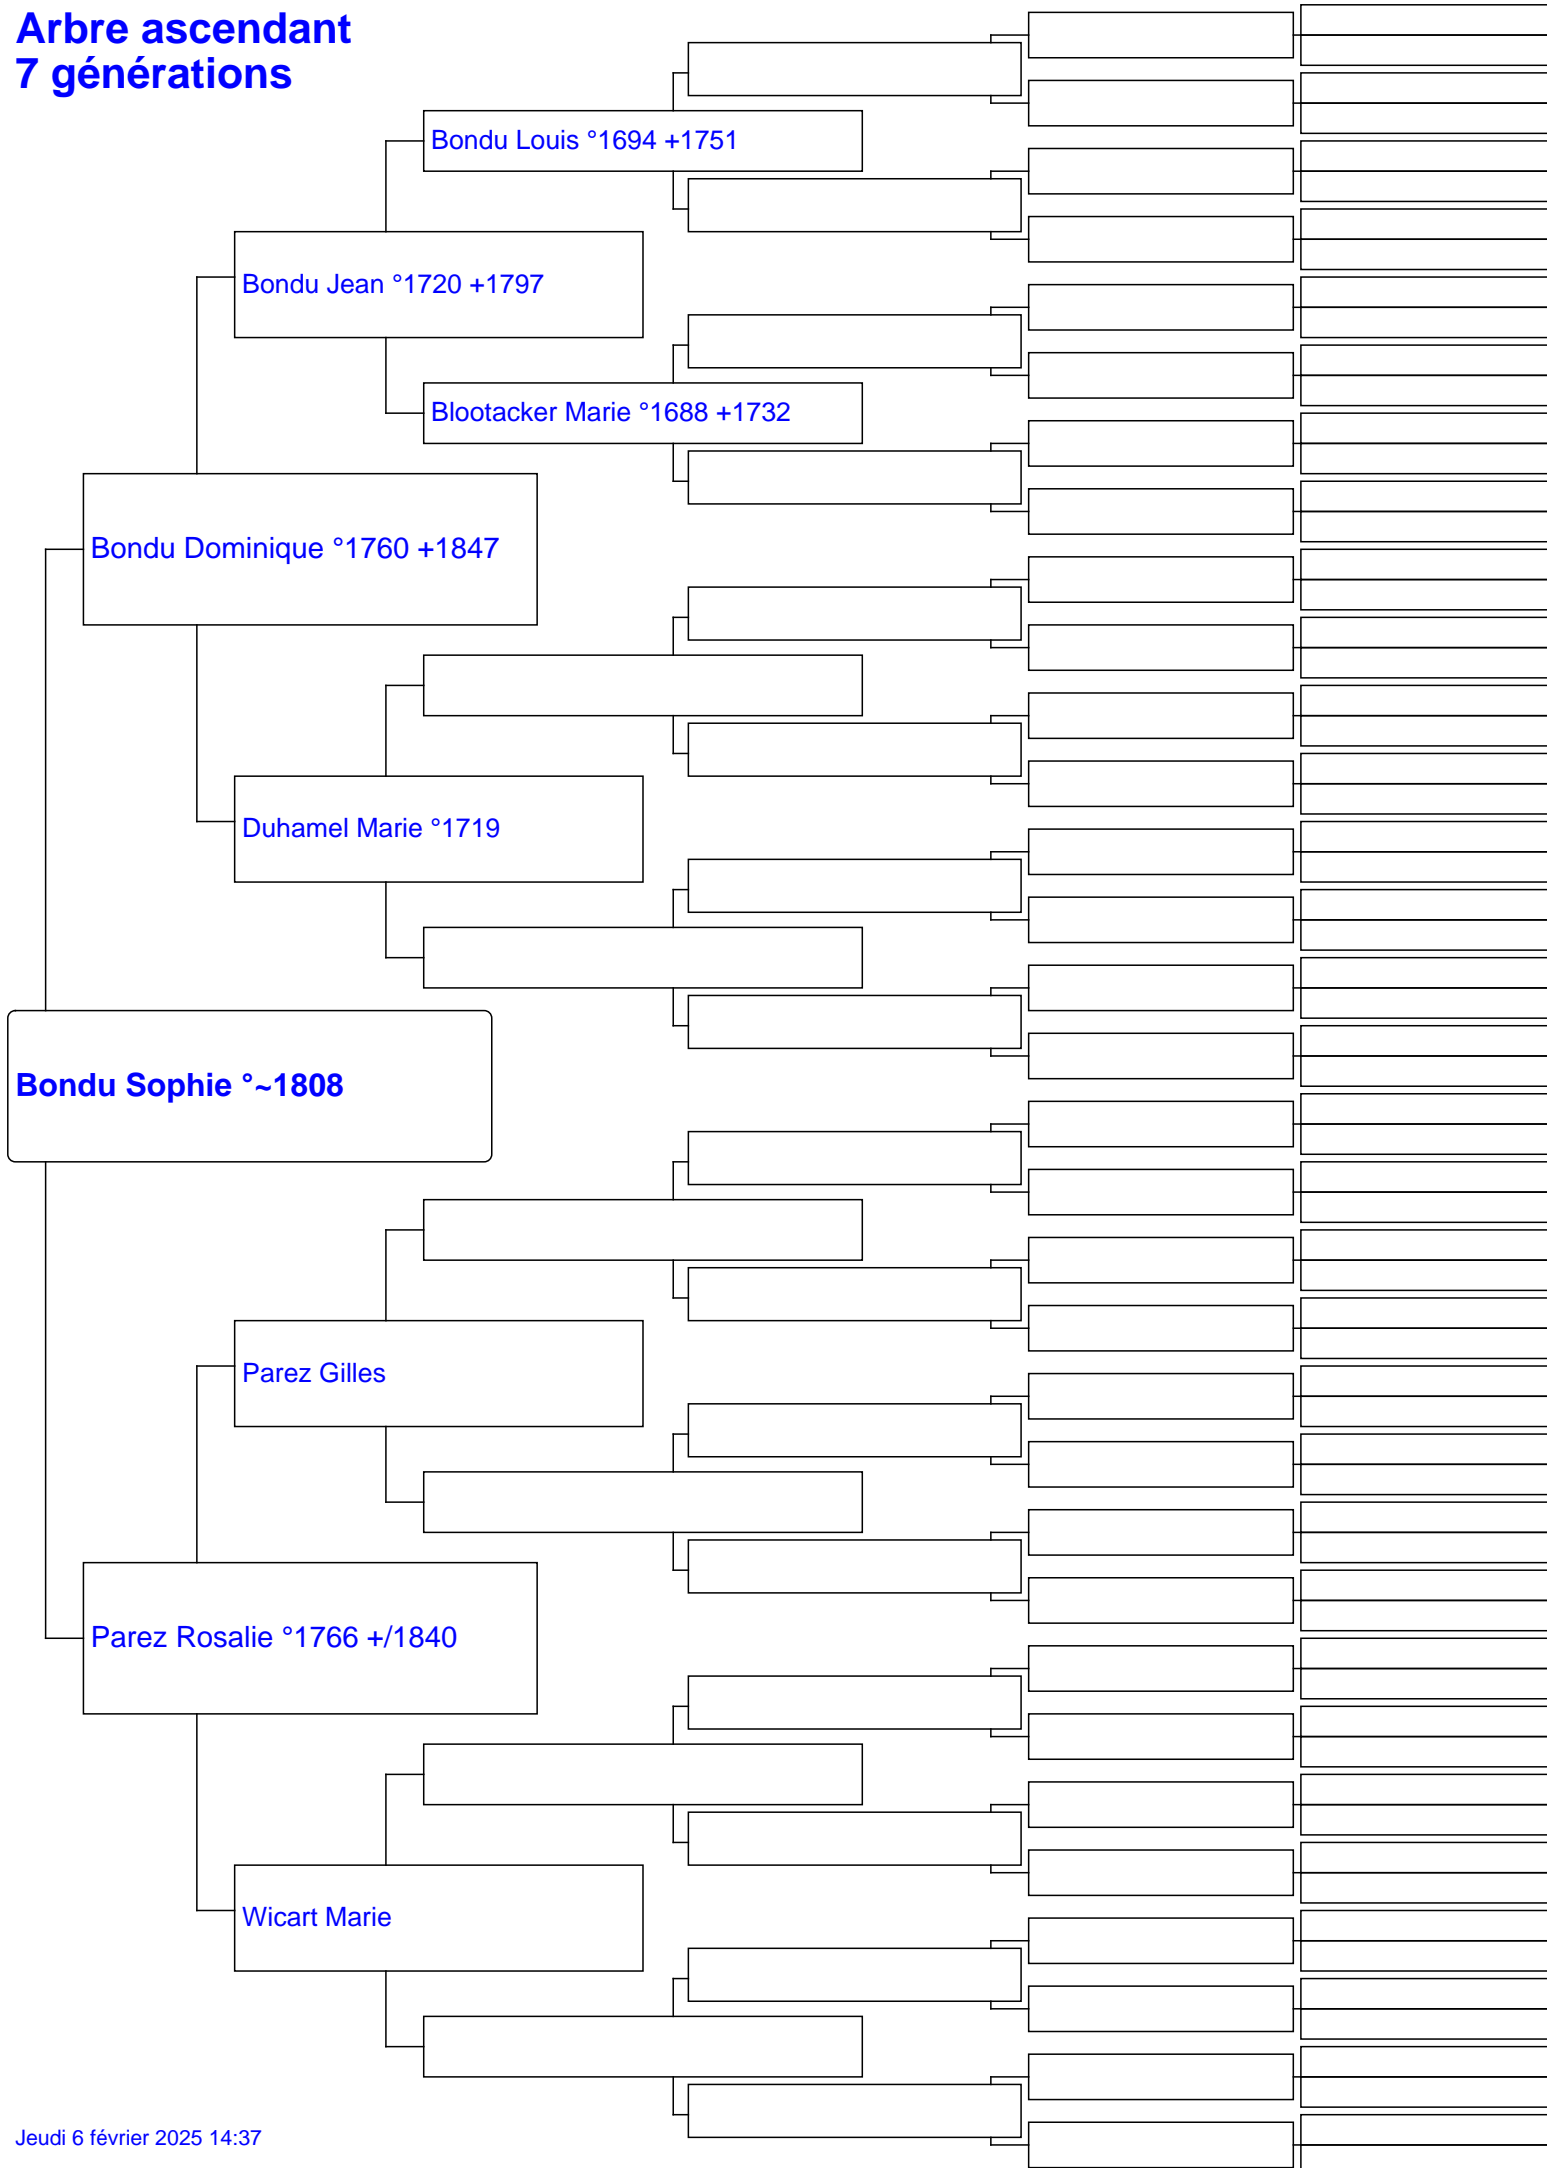 Arbre ascendant
7 générations
Bondu Louis °1694 +1751
Bondu Jean °1720 +1797
Blootacker Marie °1688 +1732
Bondu Dominique °1760 +1847
Duhamel Marie °1719
Bondu Sophie °~1808
Parez Gilles
Parez Rosalie °1766 +/1840
Wicart Marie
Jeudi 6 février 2025 14:37